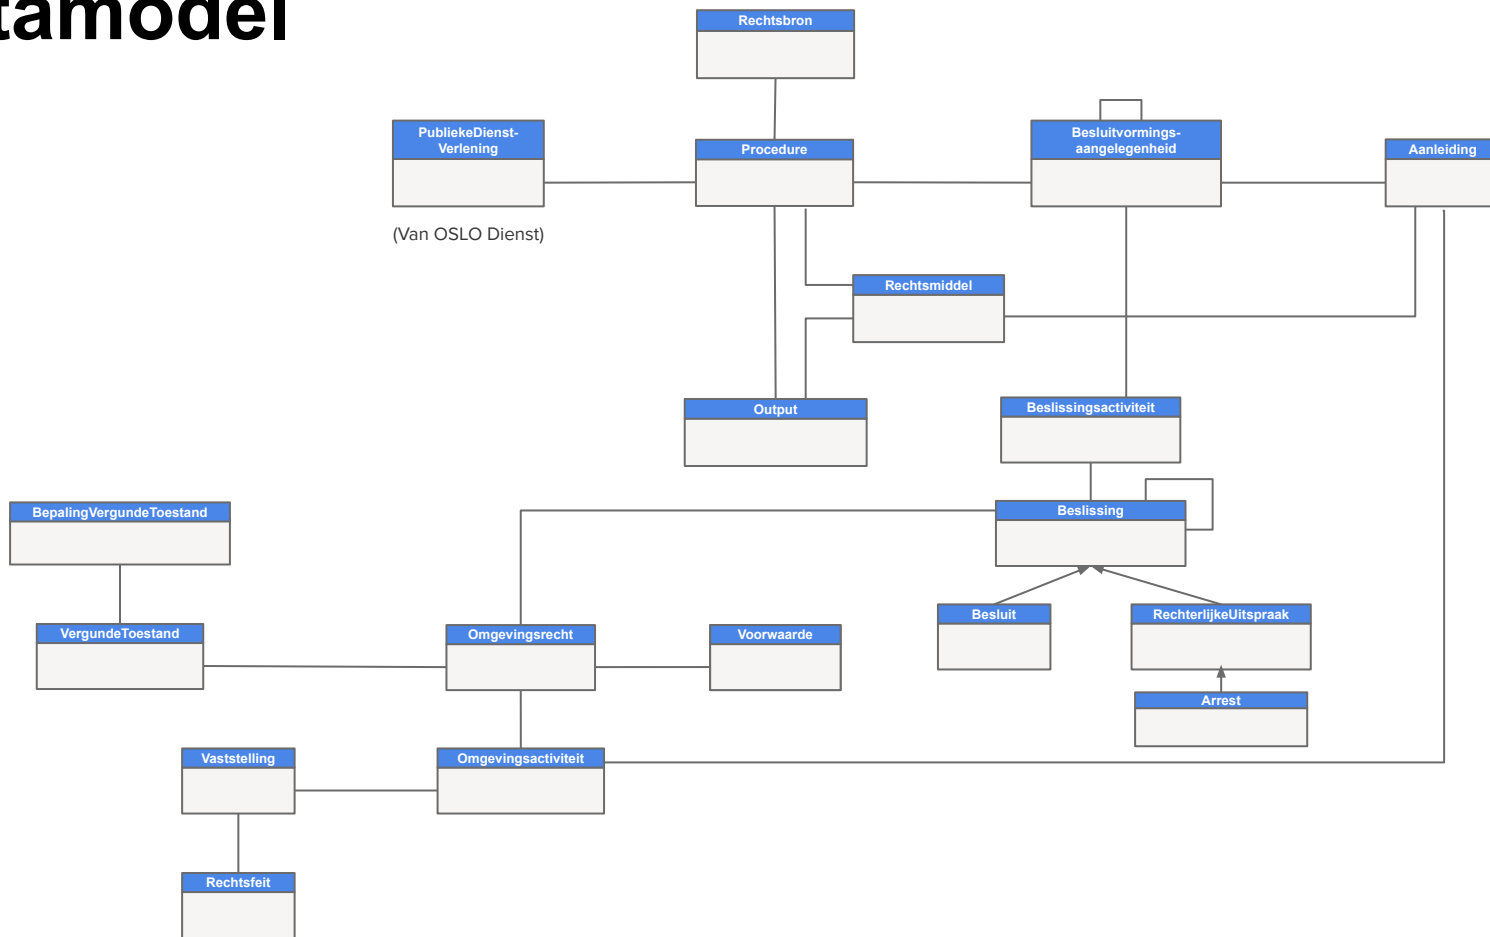 tamodel
Rechtsbron
PubliekeDienst-
Verlening
Procedure
Besluitvormings-
aangelegenheid
Aanleiding
(Van OSLO Dienst)
Rechtsmiddel
Output
Beslissingsactiviteit
BepalingVergundeToestand
Beslissing
Besluit
RechterlijkeUitspraak
VergundeToestand
Omgevingsrecht
Voorwaarde
Arrest
Vaststelling
Omgevingsactiviteit
Rechtsfeit